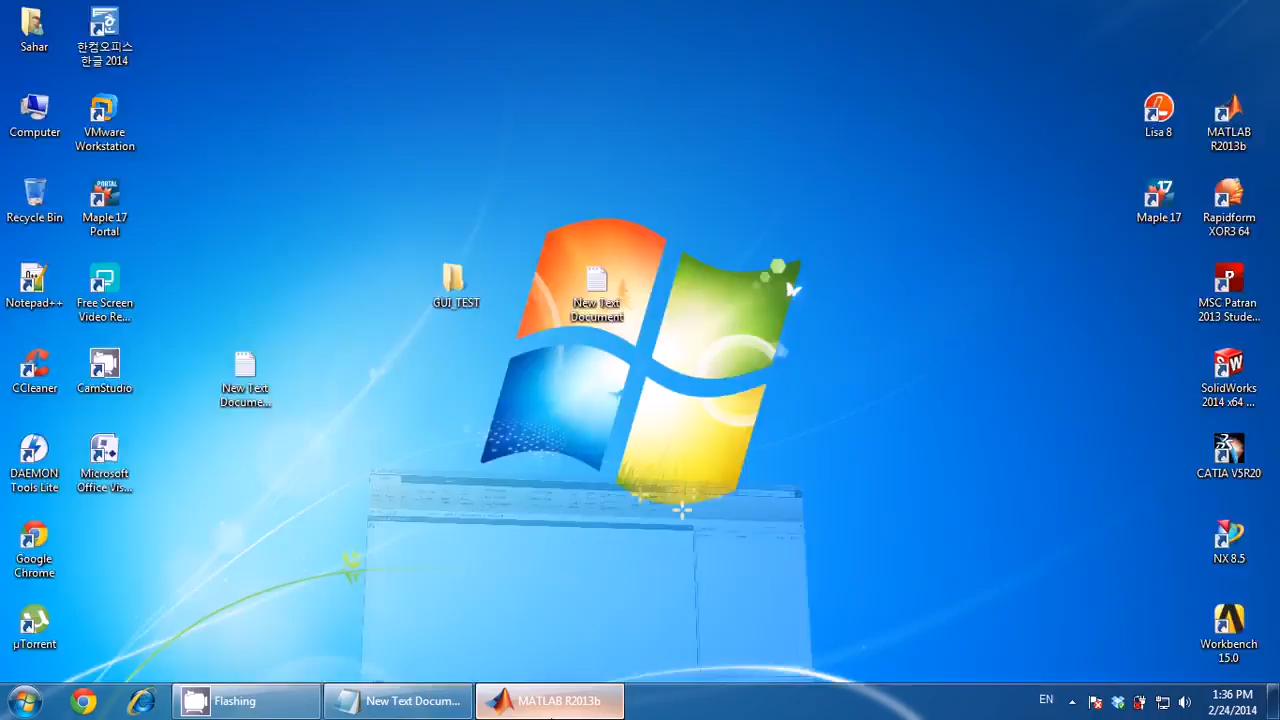 Sahar
한컴오피스
한글 2014
Computer
VMware
Workstation
Recycle Bin
Maple 17
Portal
Notepad++
Free Screen
Video Re...
CCleaner
CamStudio
DAEMON
Tools Lite
Microsoft
Office Vis...
Google
Chrome
µTorrent
New Text
Docume...
GUI_TEST
New Text
Document
Lisa 8
MATLAB
R2013b
17
Maple 17
Rapidform
XOR3 64
MSC Patran
2013 Stude...
SolidWorks
2014 x64 ...
CATIA V5R20
NX 8.5
Workbench
15.0
Flashing
New Text Docum...
MATLAB R2013b
EN
1:36 PM
2/24/2014